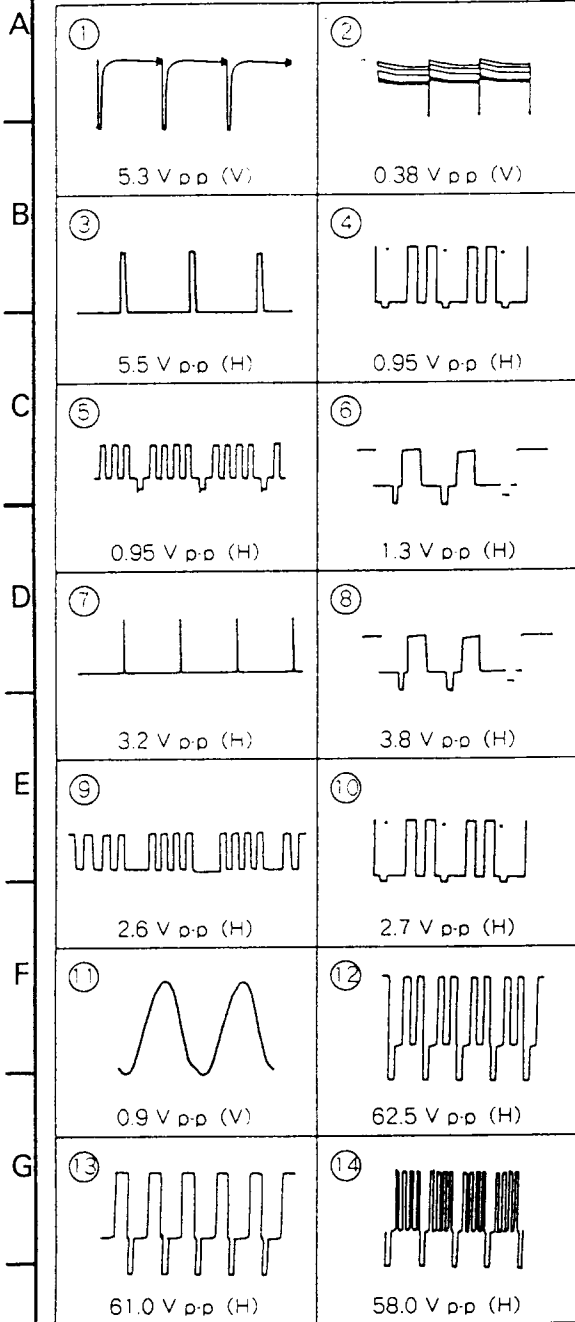 A
① ②
5.3 V p p (V) 0.38 V p p (V)
B
③ ④
5.5 V p-p (H) 0.95 V p-p (H)
C
⑤ ⑥
0.95 V p-p (H) 1.3 V p-p (H)
D
⑦ ⑧
3.2 V p-p (H) 3.8 V p-p (H)
E
⑨ ⑩
2.6 V p-p (H) 2.7 V p-p (H)
F
⑪ ⑫
0.9 V p-p (V) 62.5 V p-p (H)
G
⑬ ⑭
61.0 V p-p (H) 58.0 V p-p (H)